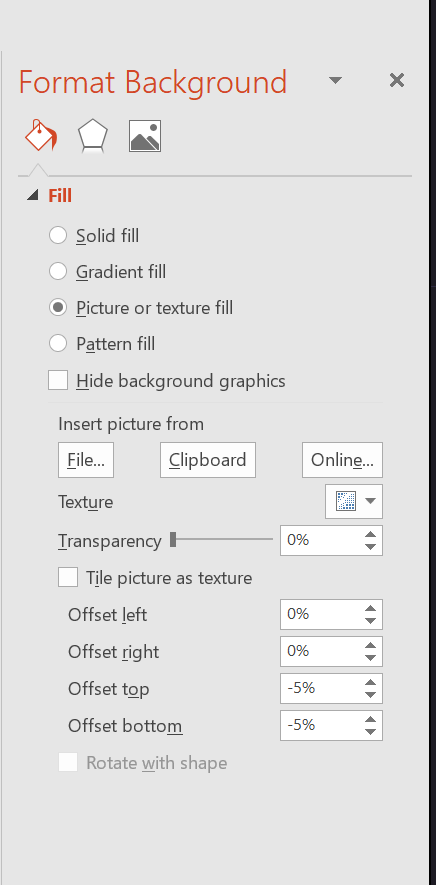 Format Background
Fill
Solid fill
Gradient fill
Picture or texture fill
Pattern fill
Hide background graphics
Insert picture from
File... Clipboard Online...
Texture
Transparency 0%
Tile picture as texture
Offset left 0%
Offset right 0%
Offset top -5%
Offset bottom -5%
Rotate with shape